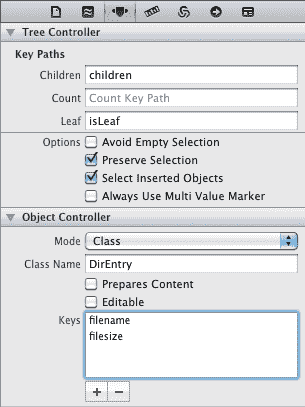 Tree Controller
Key Paths
Children children
Count Count Key Path
Leaf isLeaf
Options Avoid Empty Selection
Preserve Selection
Select Inserted Objects
Always Use Multi Value Marker
Object Controller
Mode Class
Class Name DirEntry
Prepares Content
Editable
Keys filename
filesize